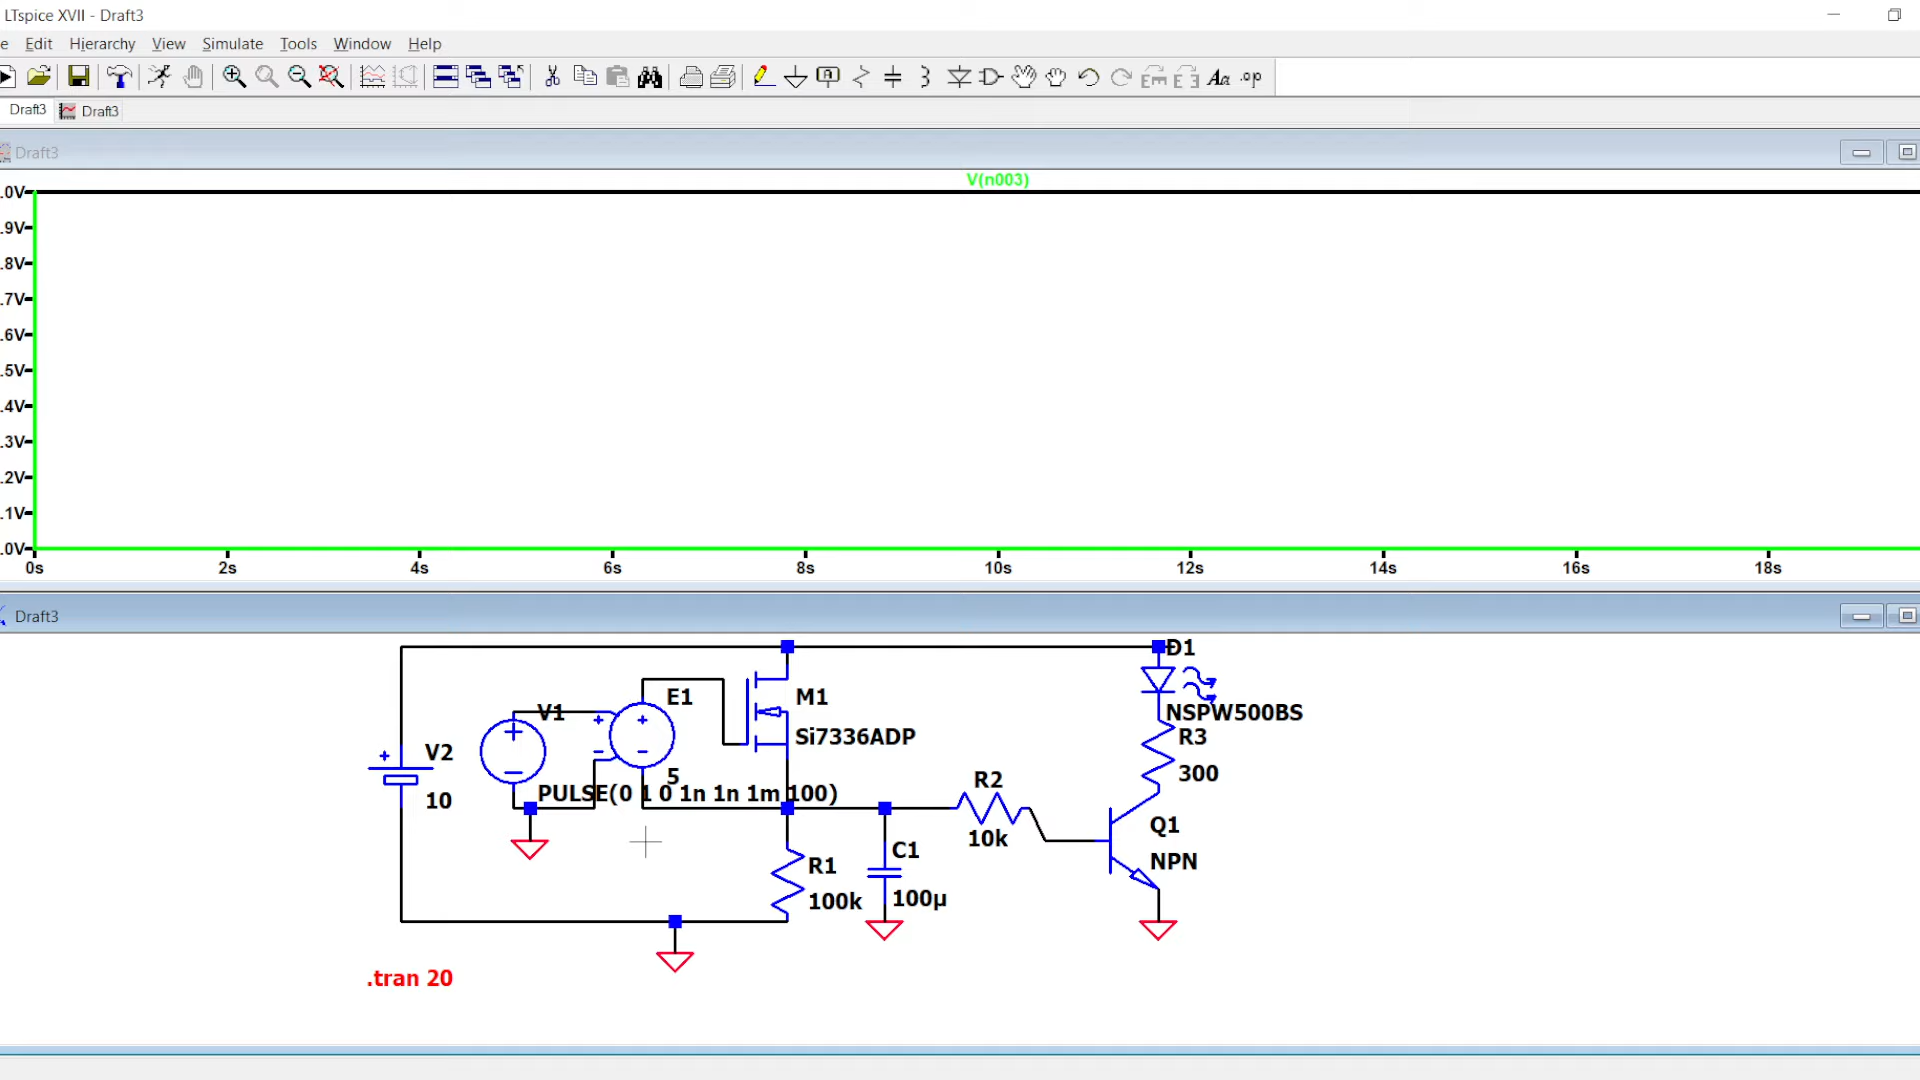 LTspice XVII - Draft3
e Edit Hierarchy View Simulate Tools Window Help
Draft3 Draft3
Draft3
V(n003)
.0V
.9V
.8V
.7V
.6V
.5V
.4V
.3V
.2V
.1V
.0V
0s 2s 4s 6s 8s 10s 12s 14s 16s 18s
Draft3
D1
NSPW500BS
R3
300
V1
E1
M1
Si7336ADP
V2
10
5
PULSE(0 1 0 1n 1n 1m 100)
R2
10k
Q1
NPN
R1
100k
C1
100µ
.tran 20